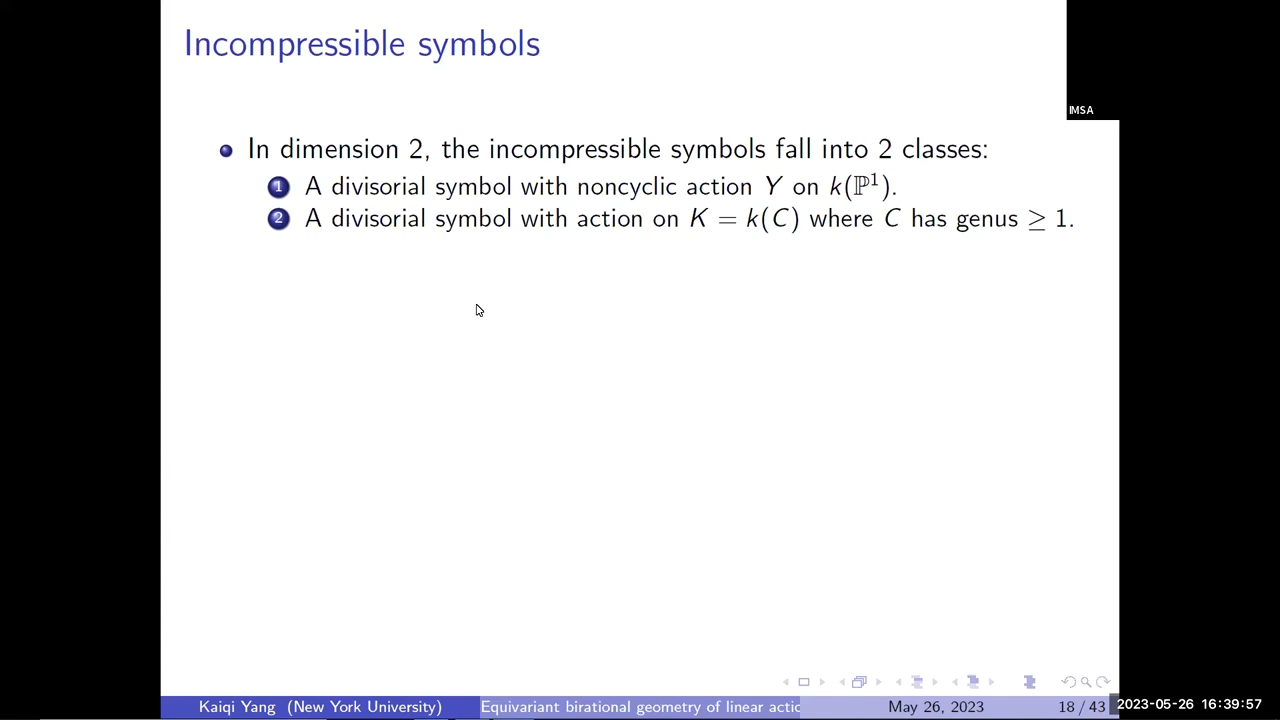 Incompressible symbols
IMSA
In dimension 2, the incompressible symbols fall into 2 classes:
1 A divisorial symbol with noncyclic action Y on k(ℙ¹).
2 A divisorial symbol with action on K = k(C) where C has genus ≥ 1.
Kaiqi Yang (New York University) Equivariant birational geometry of linear actio May 26, 2023 18 / 43
2023-05-26 16:39:57